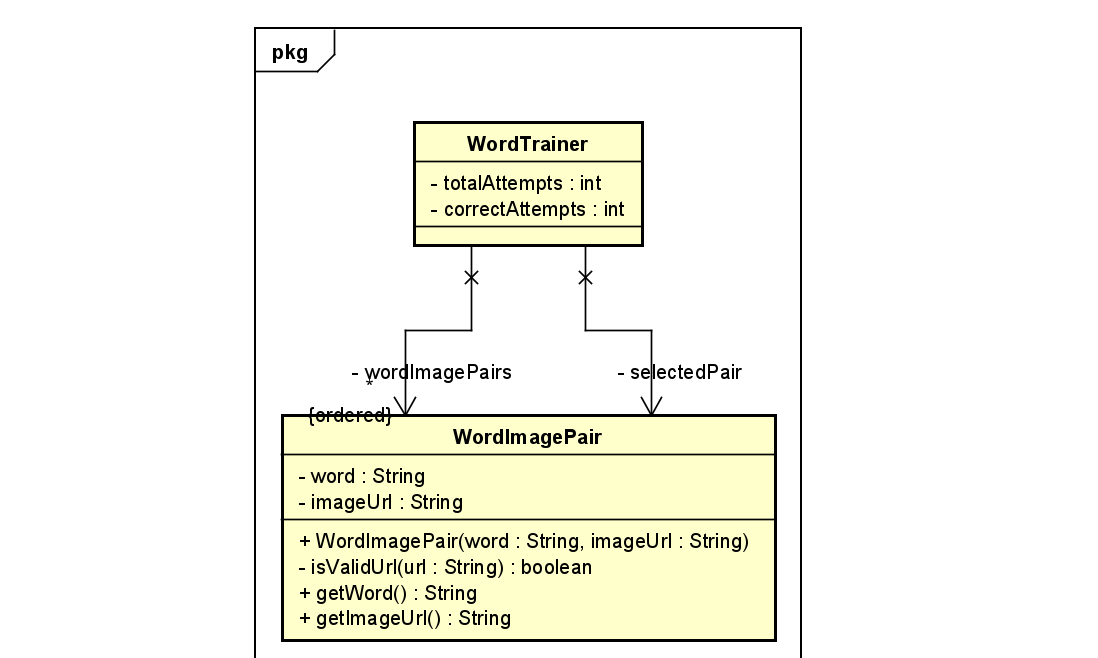 pkg
WordTrainer
- totalAttempts : int
- correctAttempts : int
- wordImagePairs
*
{ordered}
- selectedPair
WordImagePair
- word : String
- imageUrl : String
+ WordImagePair(word : String, imageUrl : String)
- isValidUrl(url : String) : boolean
+ getWord() : String
+ getImageUrl() : String